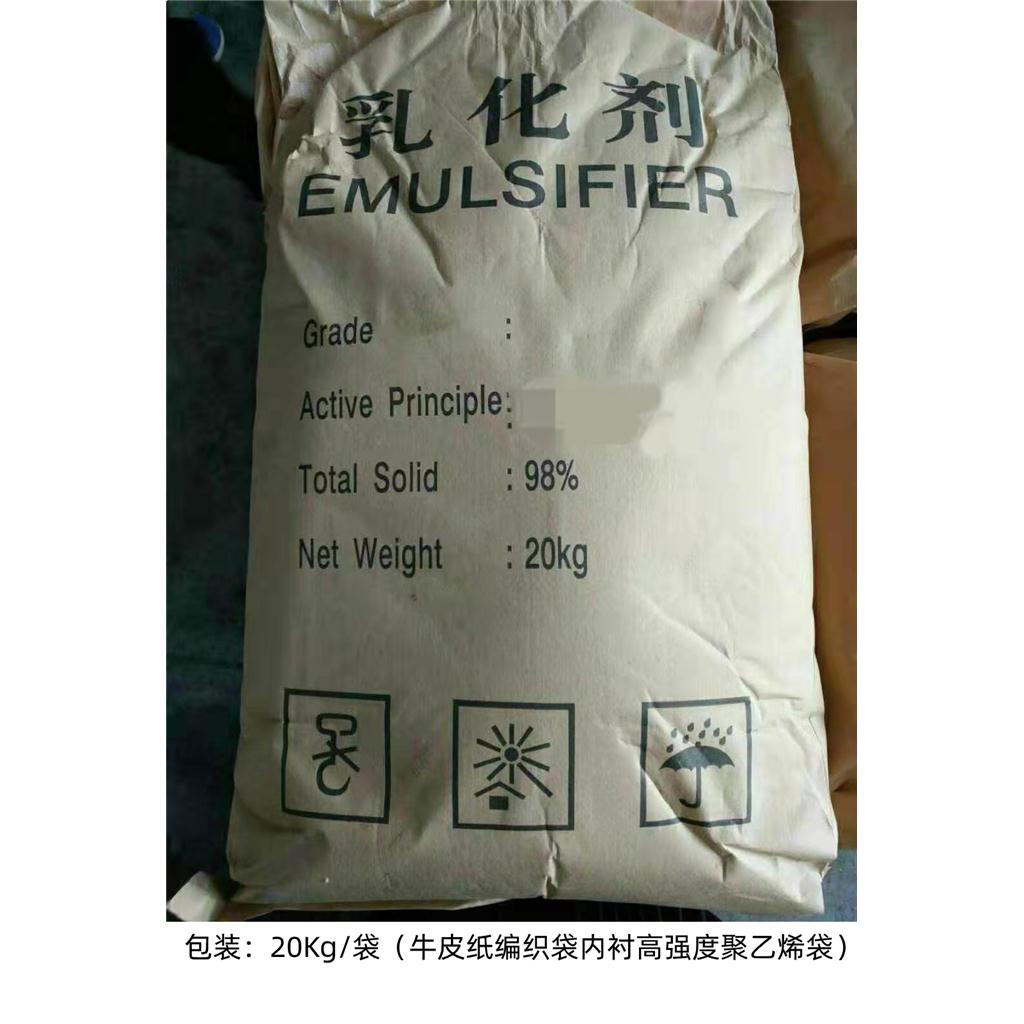 乳化剂
EMULSIFIER
Grade :
Active Principle:
Total Solid : 98%
Net Weight : 20kg
包装：20Kg/袋（牛皮纸编织袋内衬高强度聚乙烯袋）